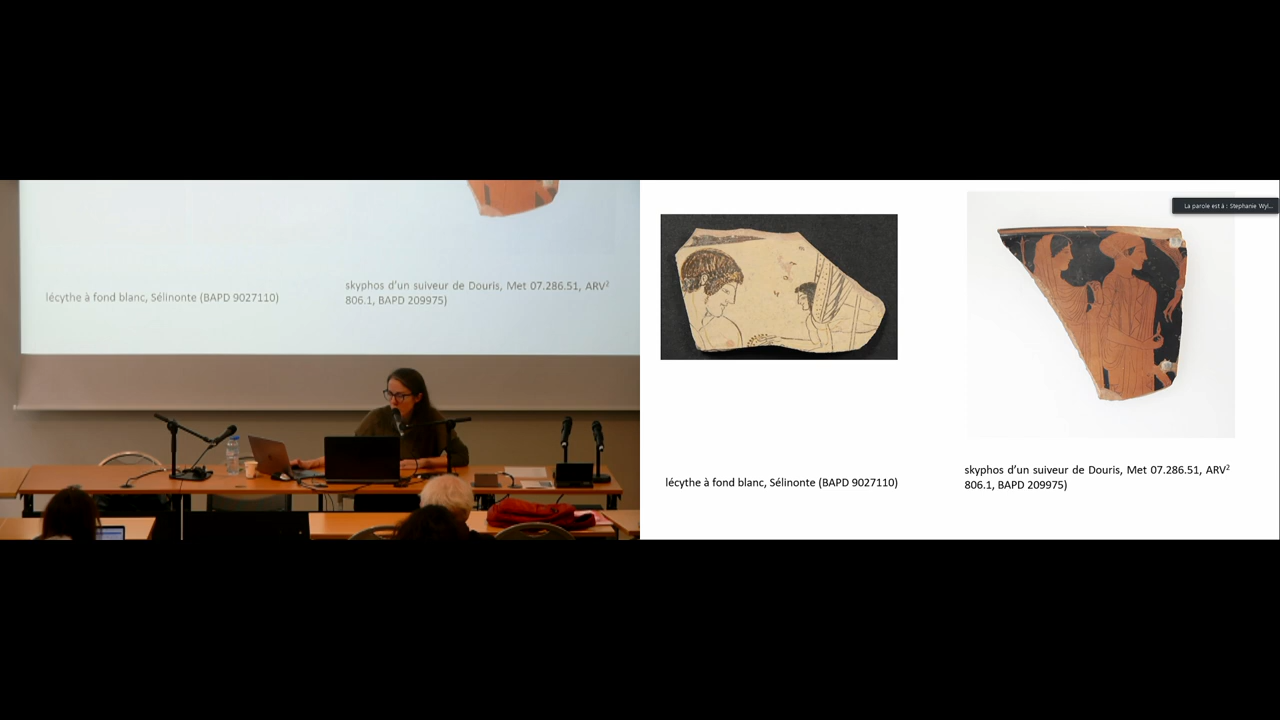 lécythe à fond blanc, Sélinonte (BAPD 9027110)
skyphos d’un suiveur de Douris, Met 07.286.51, ARV²
806.1, BAPD 209975)
La parole est à : Stephanie Wyl...
lécythe à fond blanc, Sélinonte (BAPD 9027110)
skyphos d’un suiveur de Douris, Met 07.286.51, ARV²
806.1, BAPD 209975)